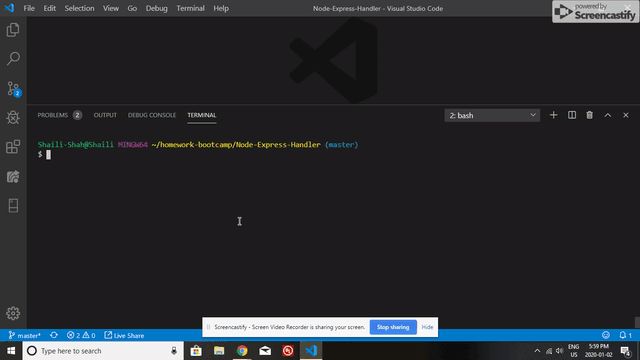 File Edit Selection View Go Debug Terminal Help
Node-Express-Handler - Visual Studio Code
powered by
Screencastify
PROBLEMS 2 OUTPUT DEBUG CONSOLE TERMINAL
2: bash
Shaili-Shah@Shaili MINGW64 ~/homework-bootcamp/Node-Express-Handler (master)
$
2
Screencastify - Screen Video Recorder is sharing your screen. Stop sharing Hide
master* 2 0 Live Share 1
Type here to search
ENG
US
5:59 PM
2020-01-02